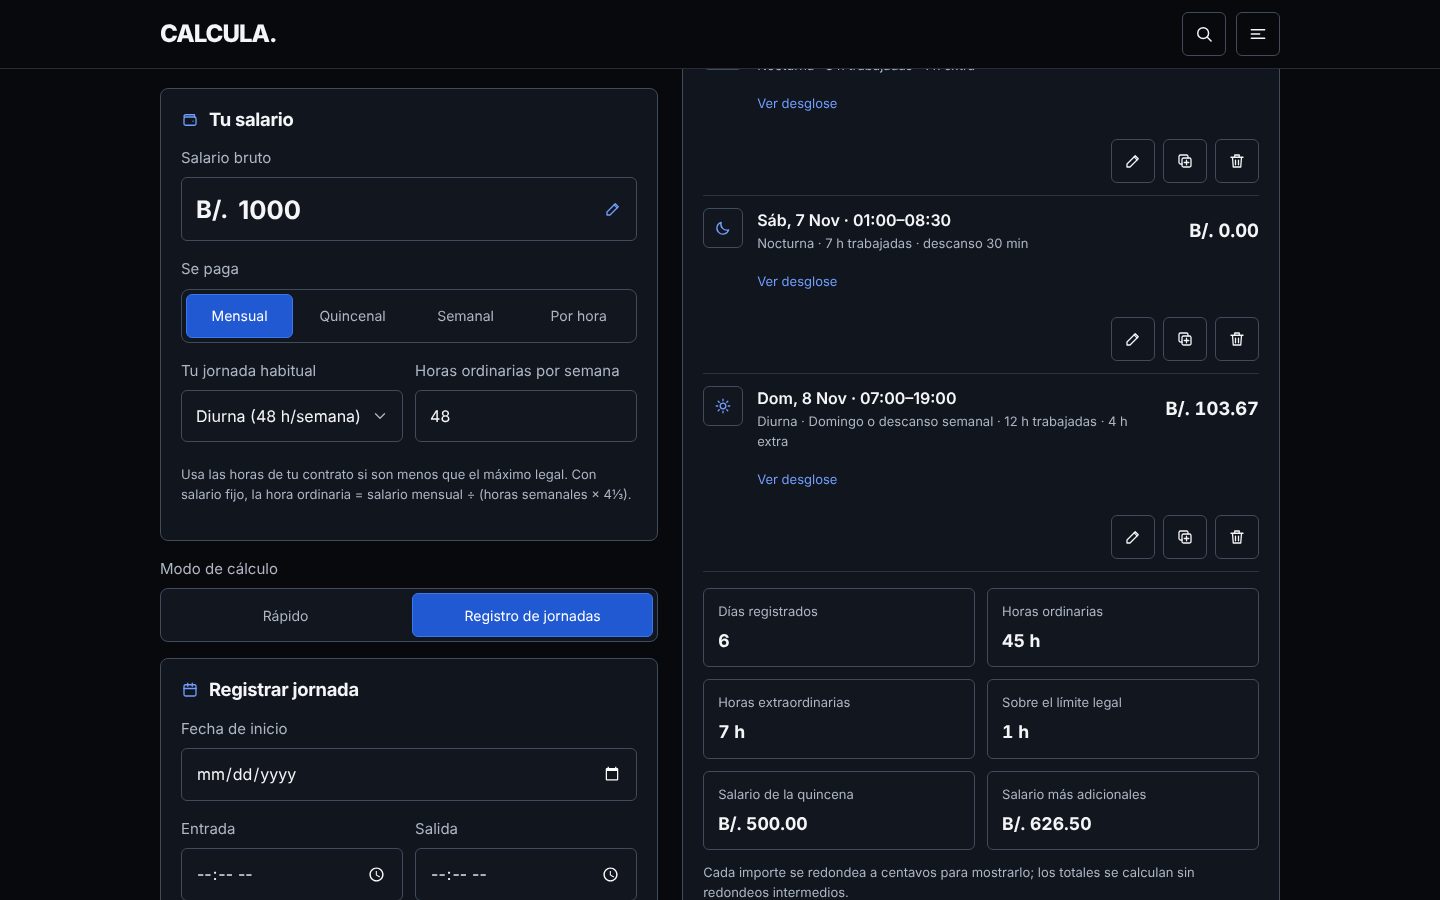 CALCULA.
Tu salario
Salario bruto
B/. 1000
Se paga
Mensual
Quincenal
Semanal
Por hora
Tu jornada habitual
Horas ordinarias por semana
Diurna (48 h/semana)
48
Usa las horas de tu contrato si son menos que el máximo legal. Con
salario fijo, la hora ordinaria = salario mensual ÷ (horas semanales × 4⅓).
Modo de cálculo
Rápido
Registro de jornadas
Registrar jornada
Fecha de inicio
mm/dd/yyyy
Entrada
Salida
--:-- --
--:-- --
Ver desglose
Sáb, 7 Nov · 01:00–08:30
B/. 0.00
Nocturna · 7 h trabajadas · descanso 30 min
Ver desglose
Dom, 8 Nov · 07:00–19:00
B/. 103.67
Diurna · Domingo o descanso semanal · 12 h trabajadas · 4 h
extra
Ver desglose
Días registrados
6
Horas ordinarias
45 h
Horas extraordinarias
7 h
Sobre el límite legal
1 h
Salario de la quincena
B/. 500.00
Salario más adicionales
B/. 626.50
Cada importe se redondea a centavos para mostrarlo; los totales se calculan sin
redondeos intermedios.